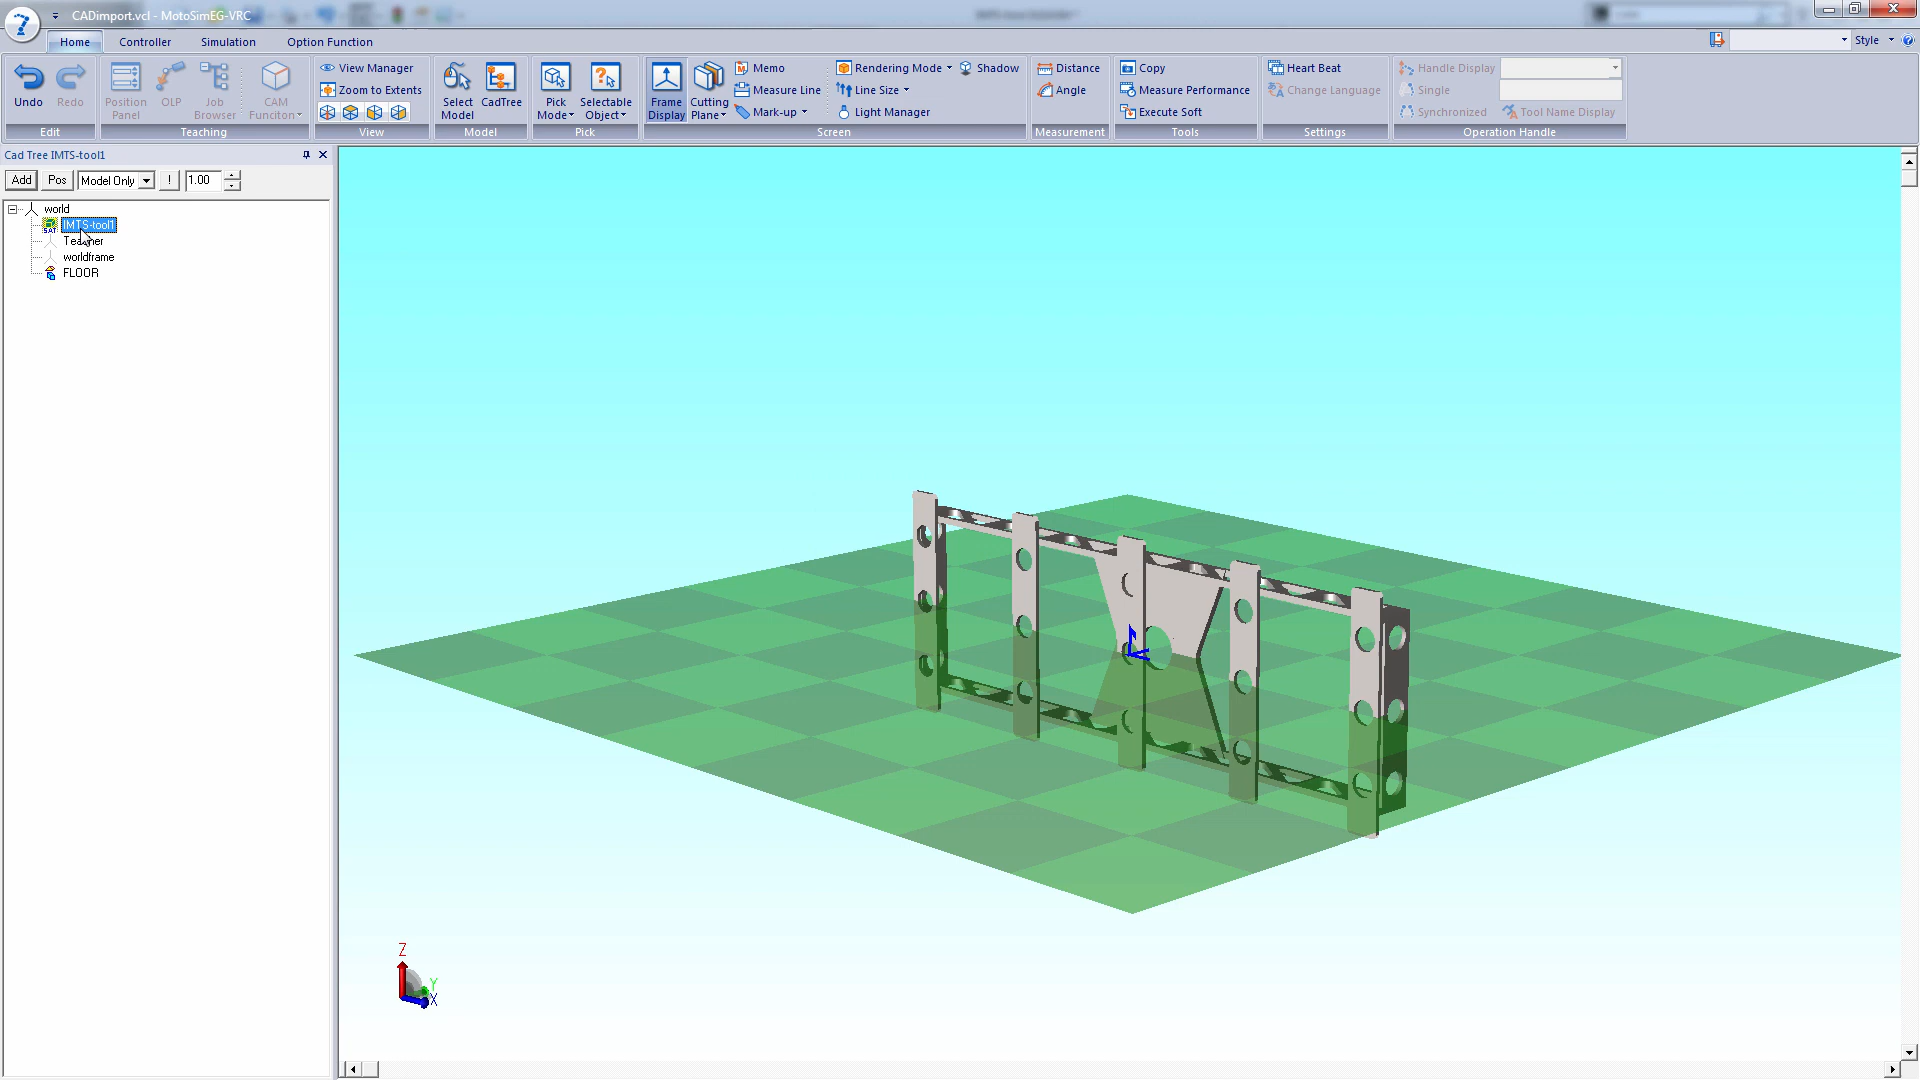 CADimport.vcl - MotoSimEG-VRC
Home Controller Simulation Option Function Style
Undo Redo
Edit
Position Panel OLP Job Browser CAM Funciton
Teaching
View Manager
Zoom to Extents
View
Select Model CadTree
Model
Pick Mode Selectable Object
Pick
Frame Display Cutting Plane
Memo
Measure Line
Mark-up
Rendering Mode Shadow
Line Size
Light Manager
Screen
Distance
Angle
Measurement
Copy
Measure Performance
Execute Soft
Tools
Heart Beat
Change Language
Settings
Handle Display
Single
Synchronized Tool Name Display
Operation Handle
Cad Tree IMTS-tool1
Add Pos Model Only ! 1.00
world
SAT IMTS-tool1
worldframe
FLOOR
Z
Y
X